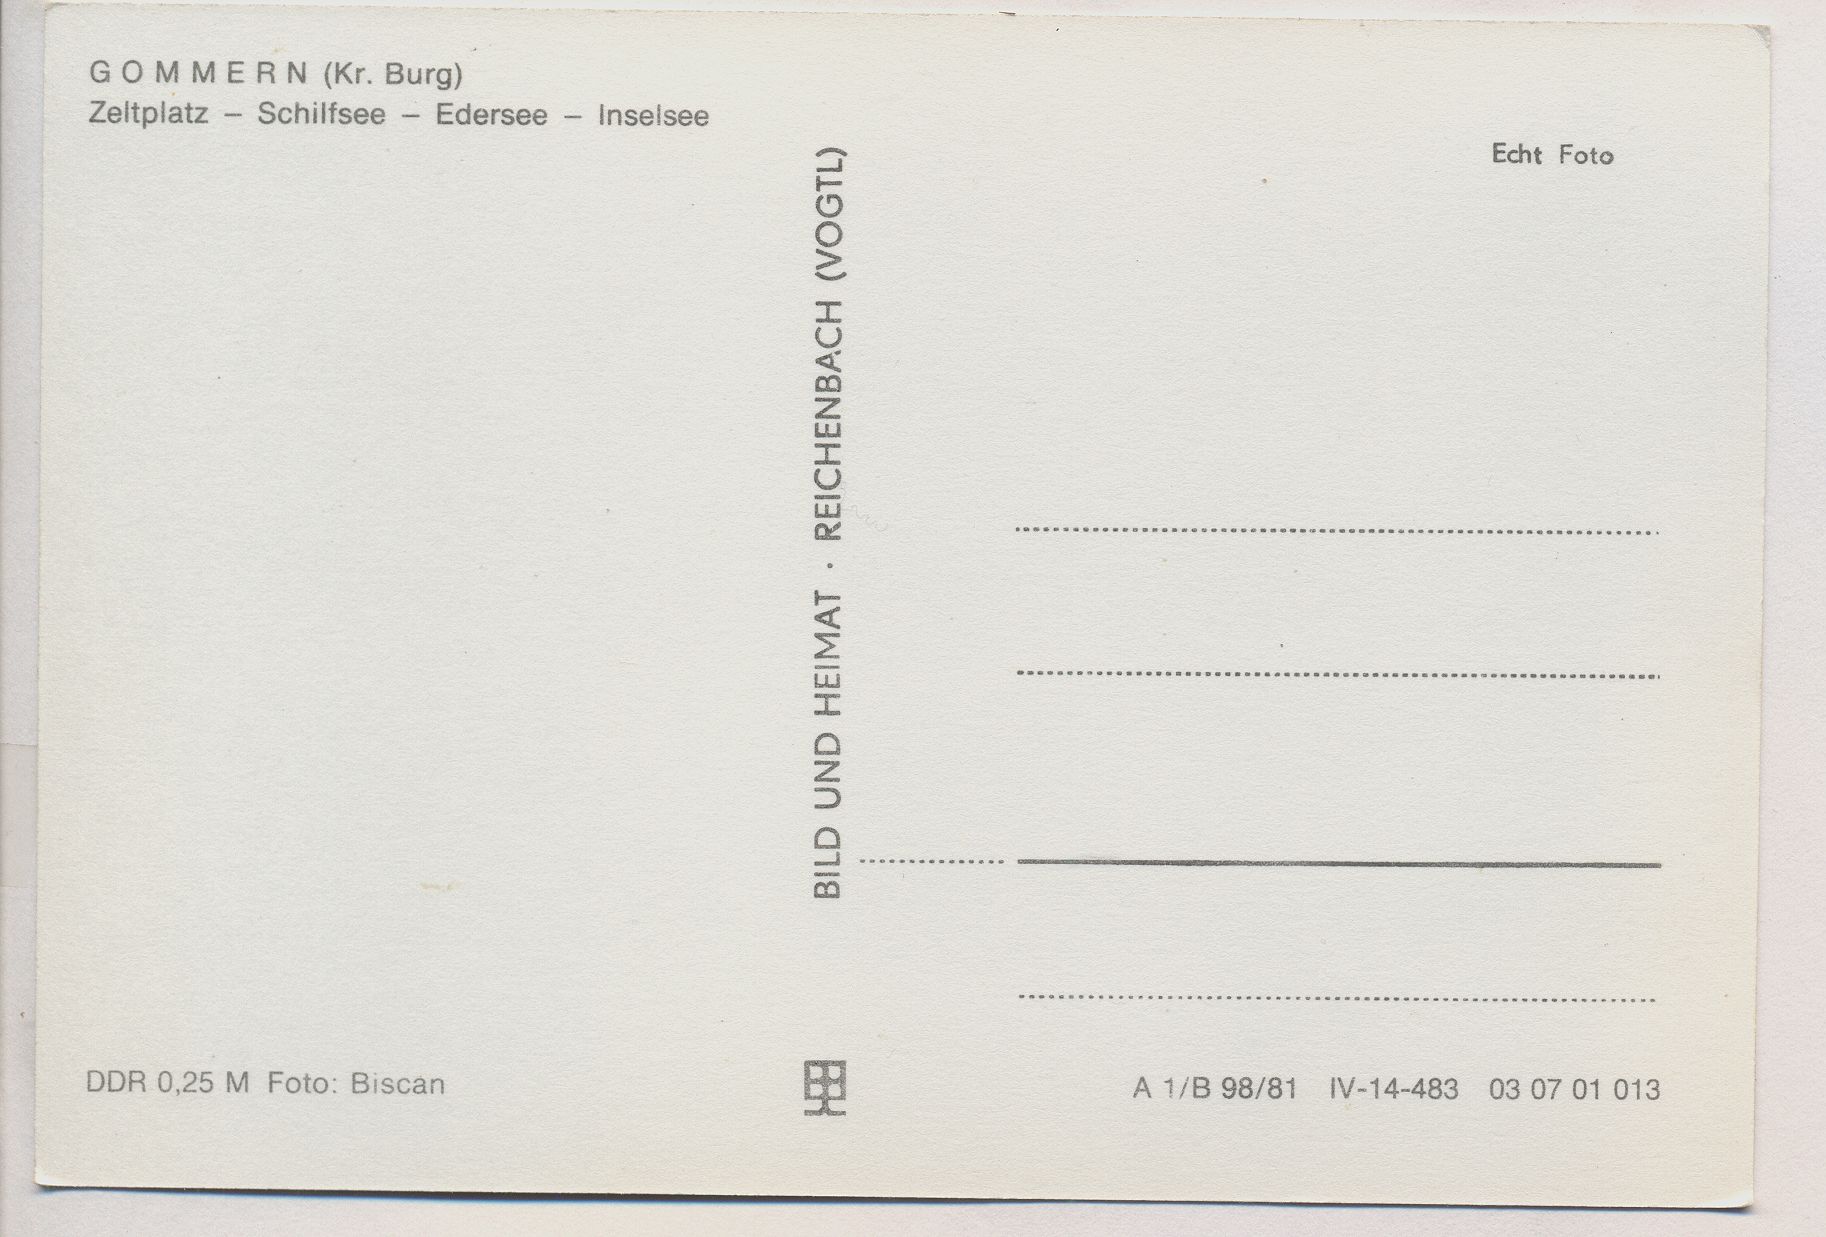 GOMMERN (Kr. Burg)
Zeltplatz – Schilfsee – Edersee – Inselsee
Echt Foto
BILD UND HEIMAT · REICHENBACH (VOGTL)
DDR 0,25 M Foto: Biscan
A 1/B 98/81 IV-14-483 03 07 01 013